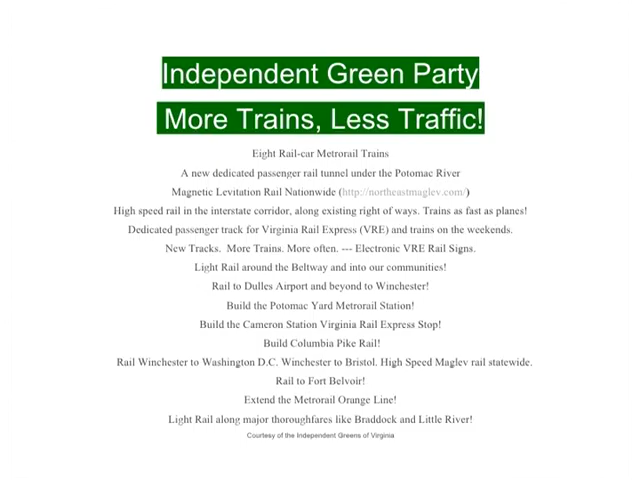 Independent Green Party
More Trains, Less Traffic!
Eight Rail-car Metrorail Trains
A new dedicated passenger rail tunnel under the Potomac River
Magnetic Levitation Rail Nationwide (http://northeastmaglev.com/)
High speed rail in the interstate corridor, along existing right of ways. Trains as fast as planes!
Dedicated passenger track for Virginia Rail Express (VRE) and trains on the weekends.
New Tracks.  More Trains. More often. --- Electronic VRE Rail Signs.
Light Rail around the Beltway and into our communities!
Rail to Dulles Airport and beyond to Winchester!
Build the Potomac Yard Metrorail Station!
Build the Cameron Station Virginia Rail Express Stop!
Build Columbia Pike Rail!
Rail Winchester to Washington D.C. Winchester to Bristol. High Speed Maglev rail statewide.
Rail to Fort Belvoir!
Extend the Metrorail Orange Line!
Light Rail along major thoroughfares like Braddock and Little River!
Courtesy of the Independent Greens of Virginia